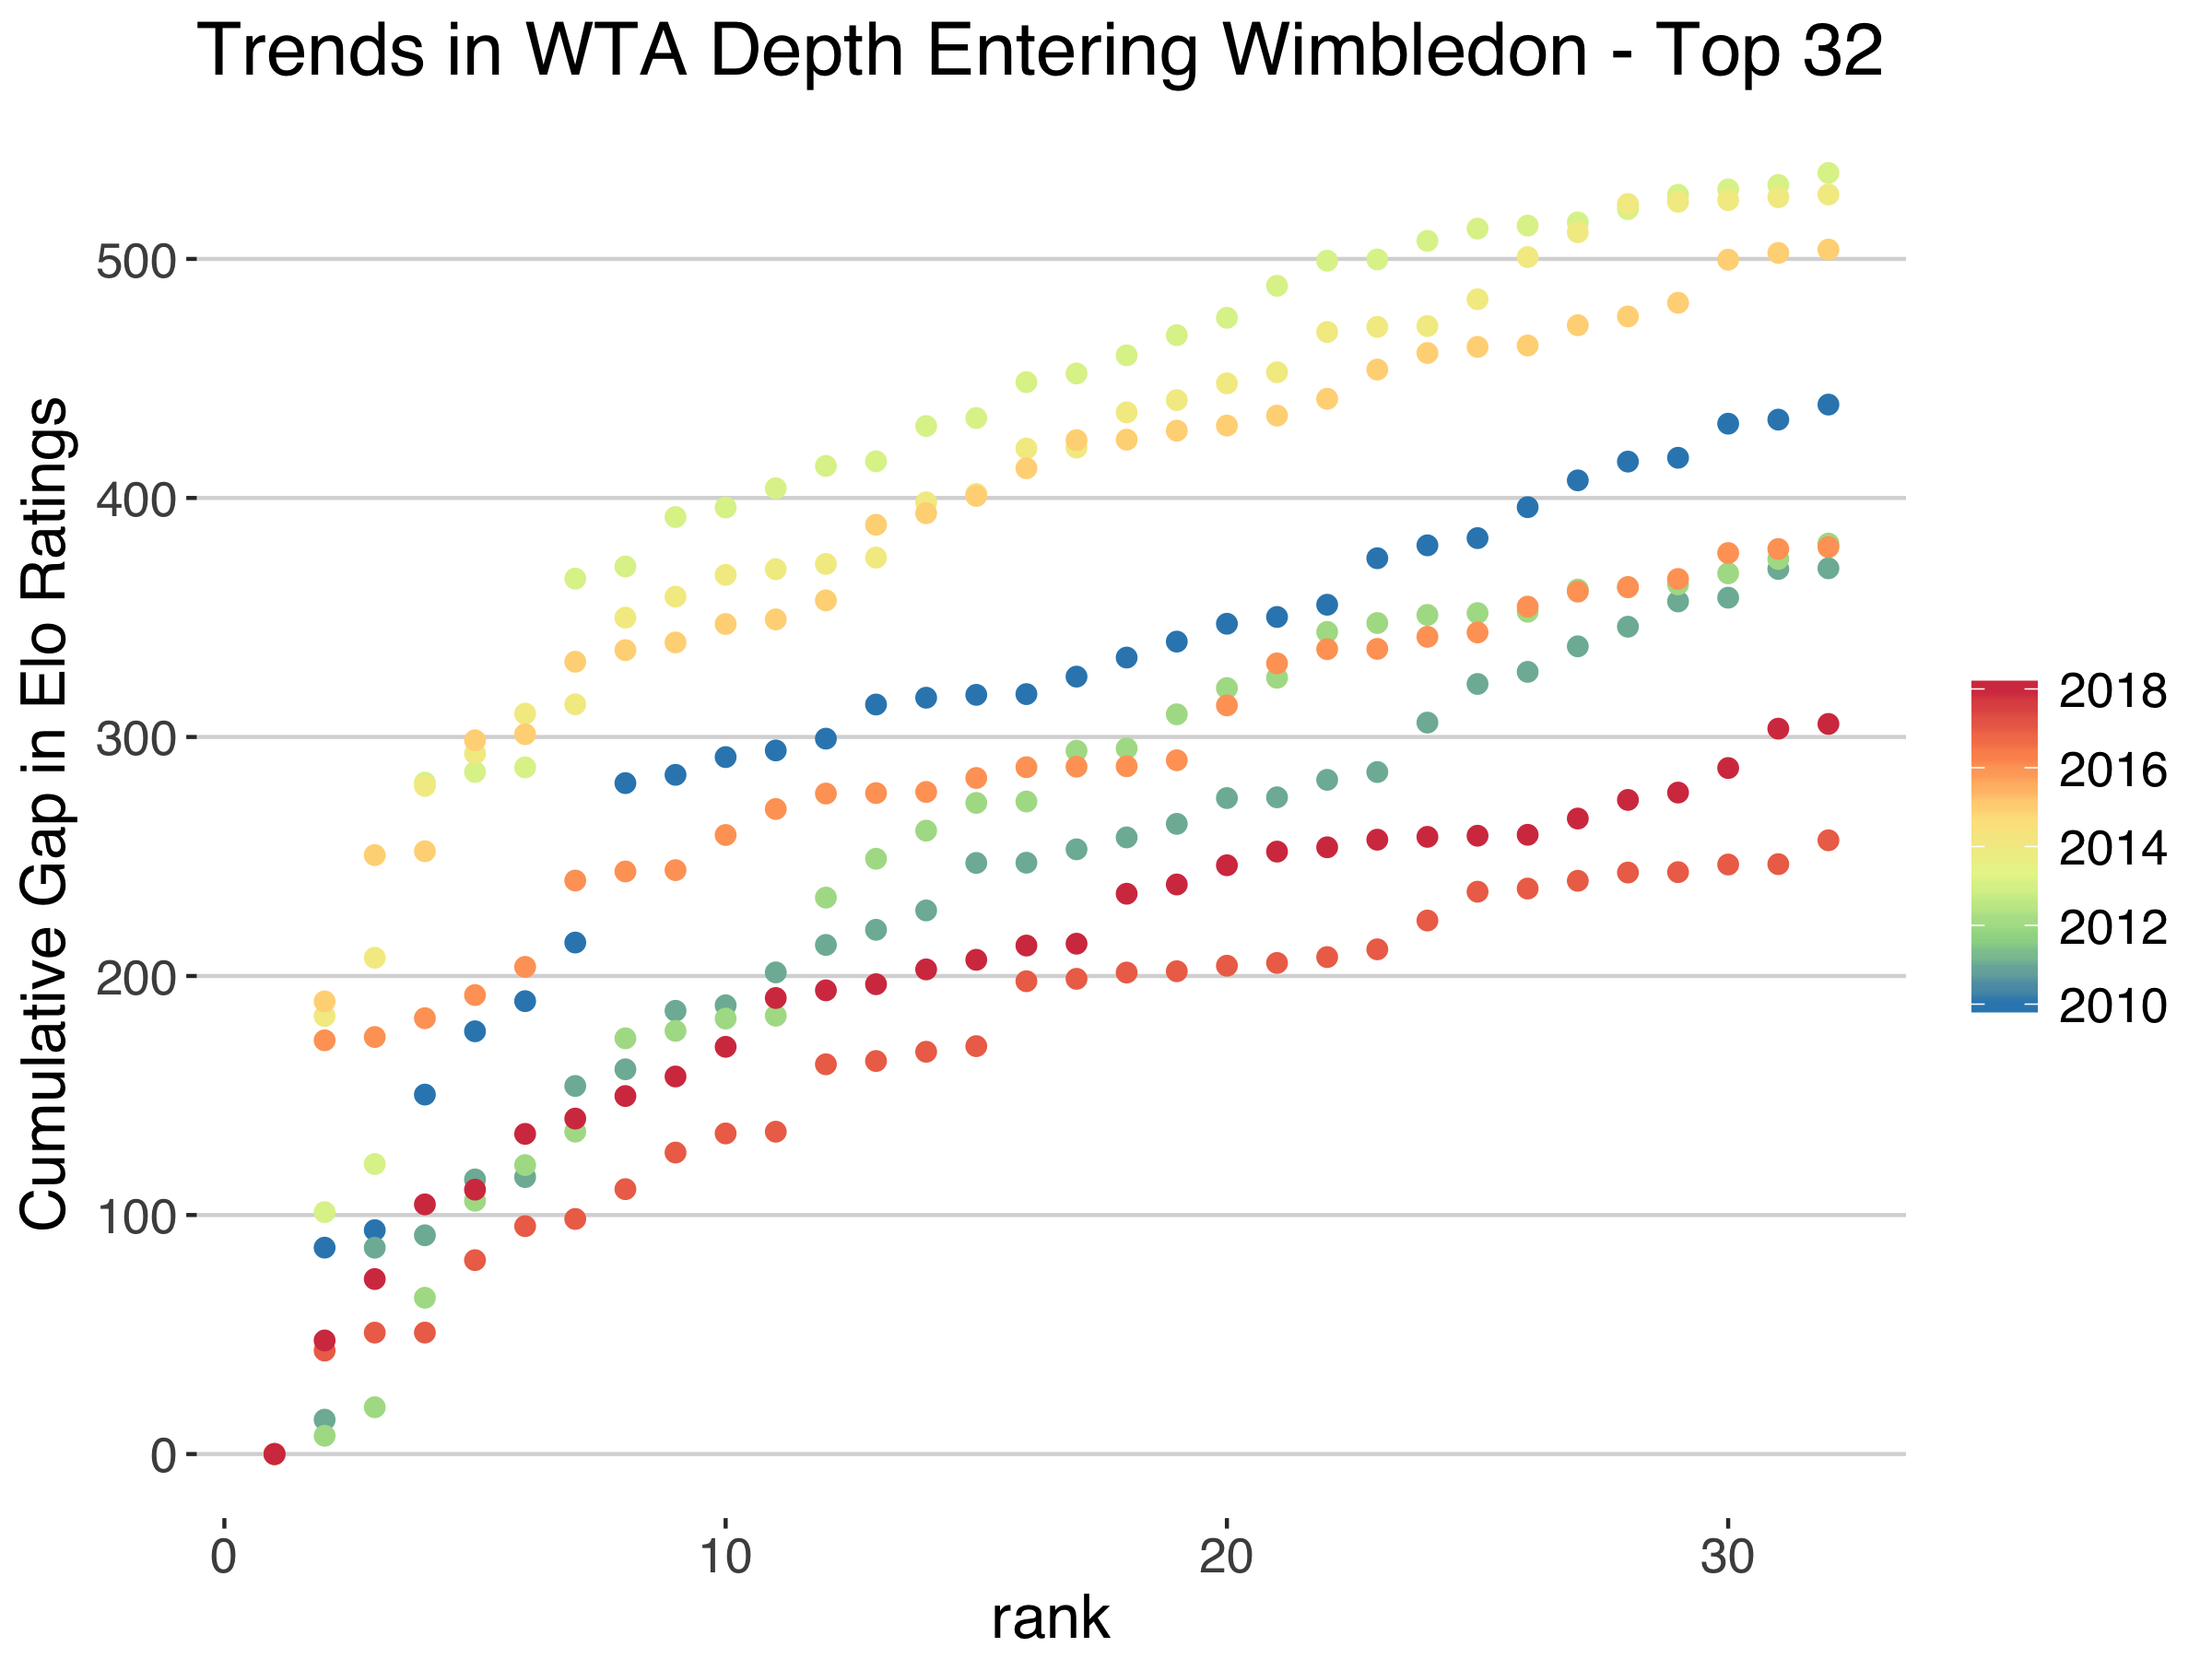 Trends in WTA Depth Entering Wimbledon - Top 32
Cumulative Gap in Elo Ratings
500
400
300
200
100
0
0 10 20 30
rank
2018
2016
2014
2012
2010